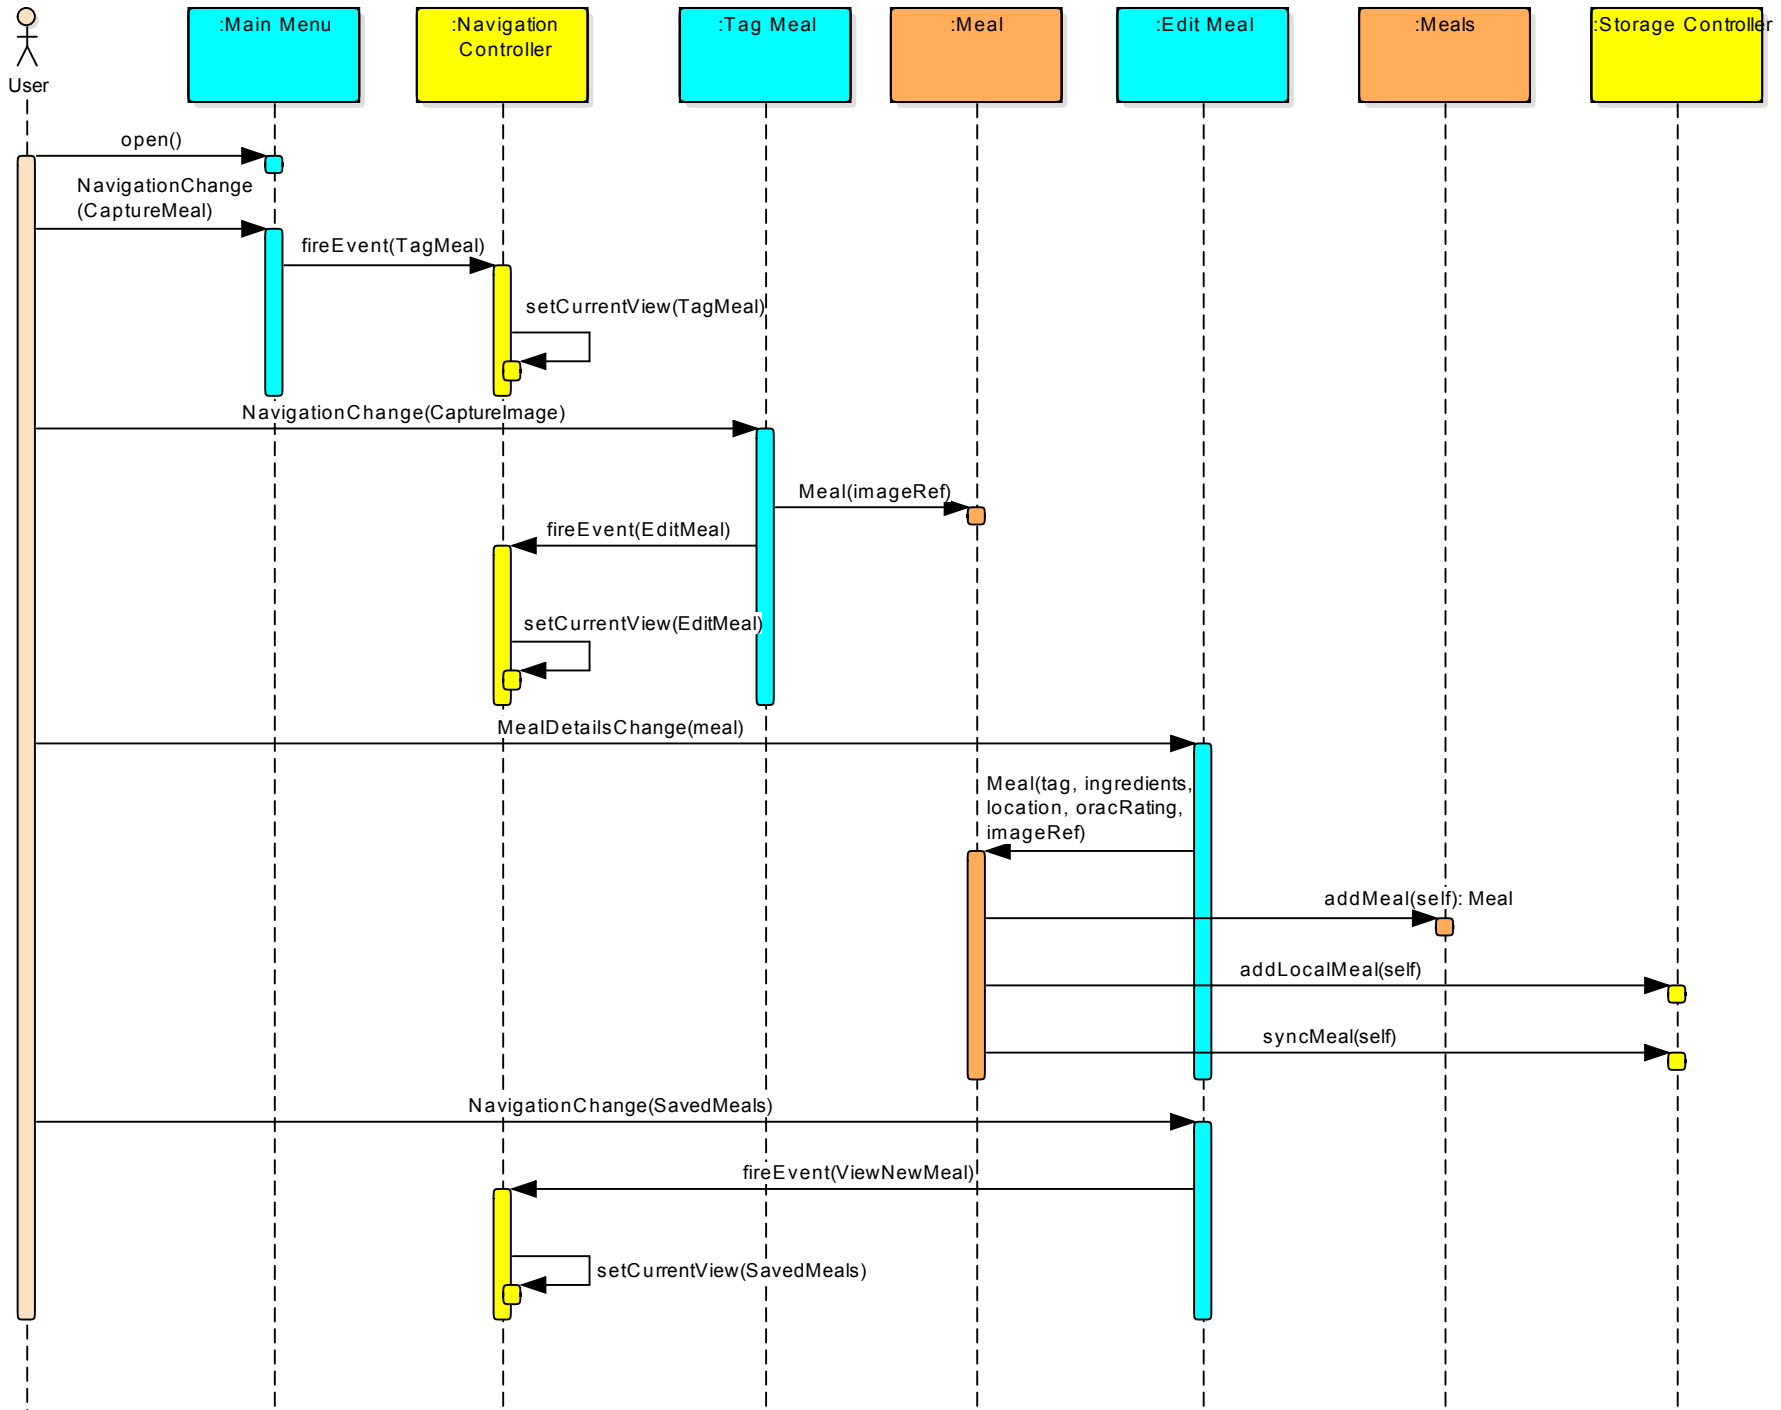 User
:Main Menu
:Navigation
Controller
:Tag Meal
:Meal
:Edit Meal
:Meals
:Storage Controller
open()
NavigationChange
(CaptureMeal)
fireEvent(TagMeal)
setCurrentView(TagMeal)
NavigationChange(CaptureImage)
Meal(imageRef)
fireEvent(EditMeal)
setCurrentView(EditMeal)
MealDetailsChange(meal)
Meal(tag, ingredients,
location, oracRating,
imageRef)
addMeal(self): Meal
addLocalMeal(self)
syncMeal(self)
NavigationChange(SavedMeals)
fireEvent(ViewNewMeal)
setCurrentView(SavedMeals)